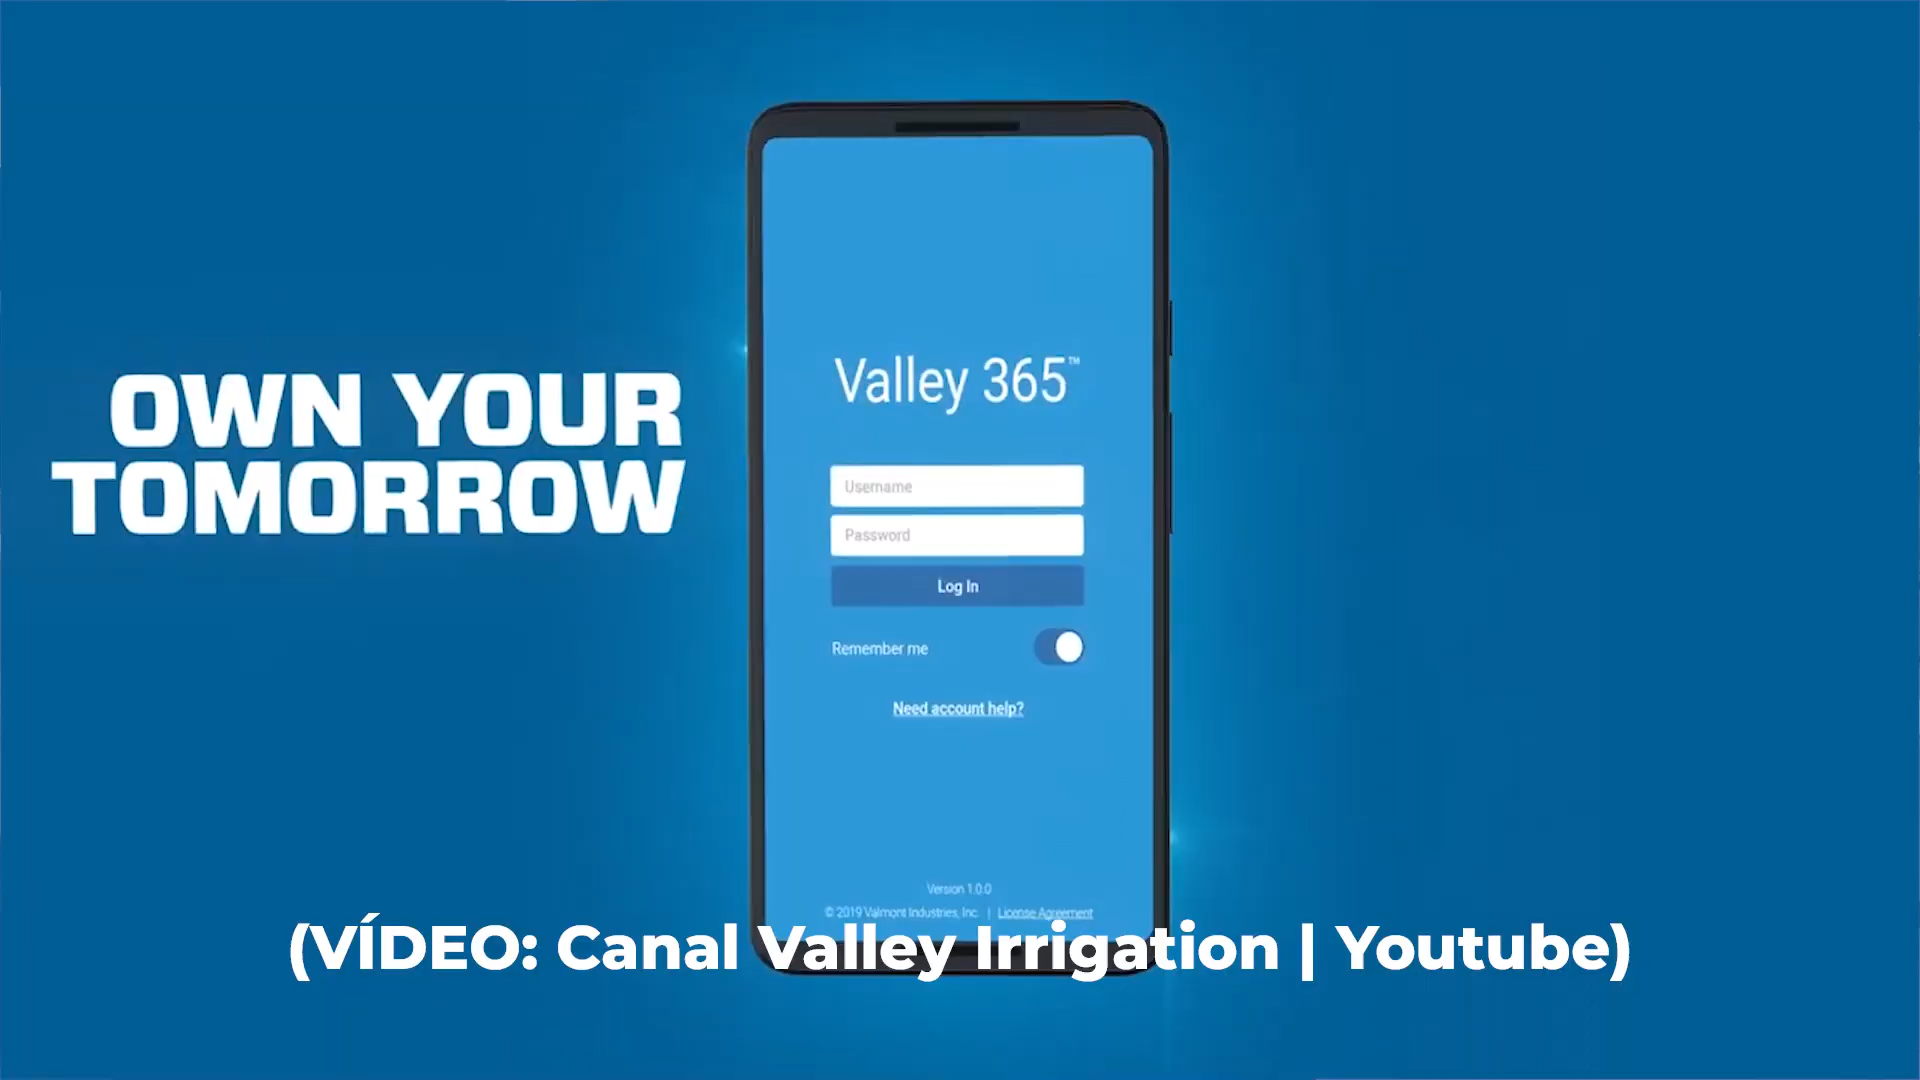 OWN YOUR
TOMORROW
Valley 365™
Username
Password
Log In
Remember me
Need account help?
Version 1.0.0
© 2019 Valmont Industries, Inc. | License Agreement
(VÍDEO: Canal Valley Irrigation | Youtube)